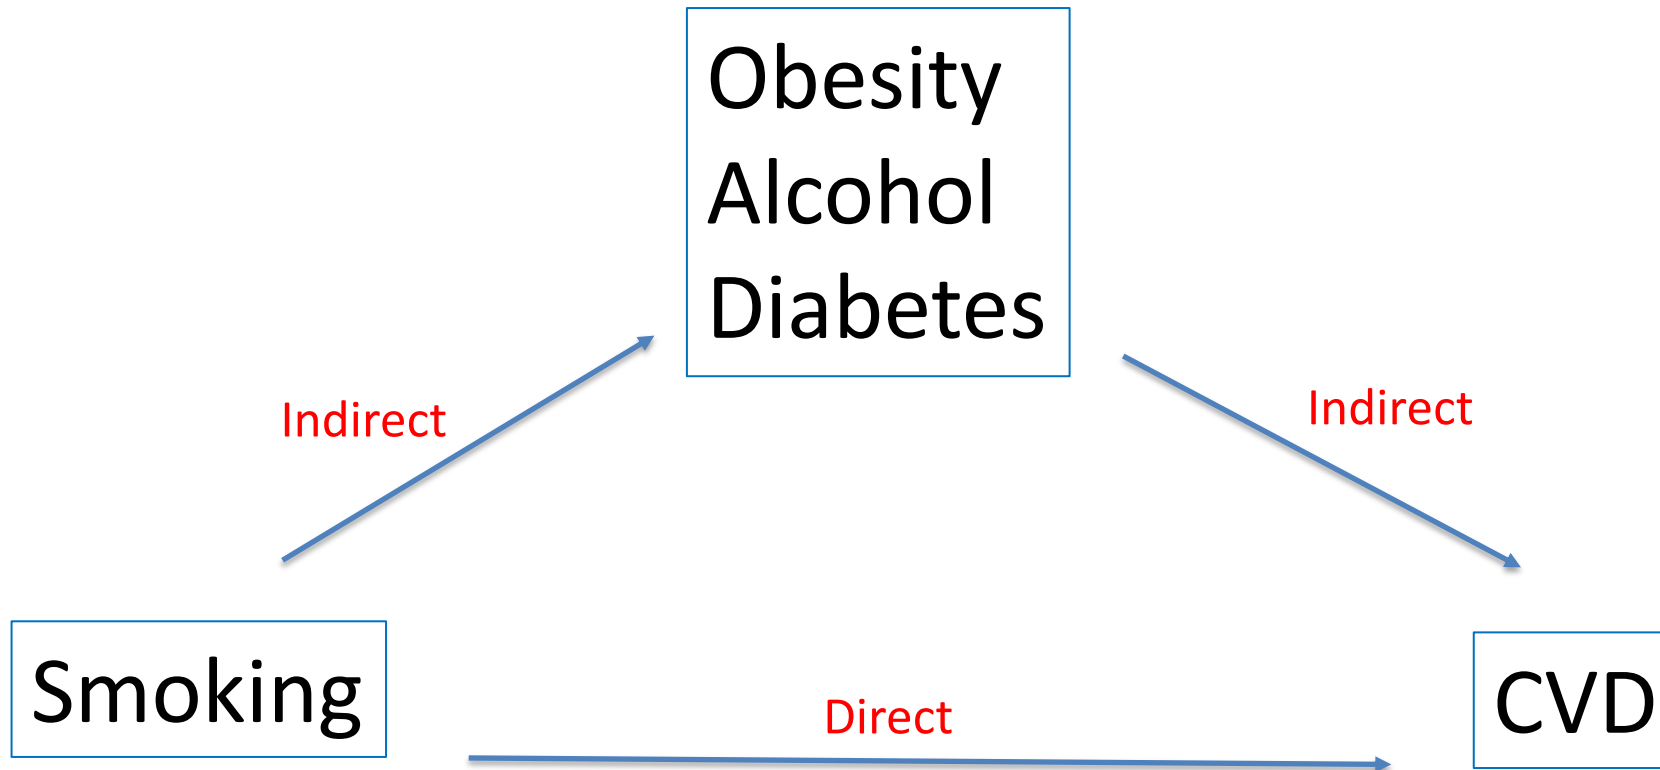 Obesity
Alcohol
Diabetes
Indirect
Indirect
Smoking
Direct
CVD